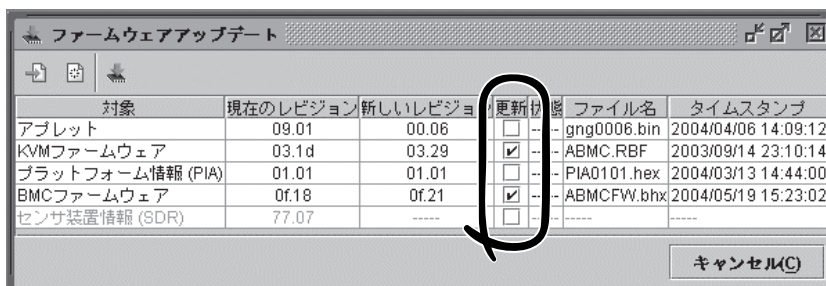 ファームウェアアップデート
対象 現在のレビジョン 新しいレビジョン 更新 状態 ファイル名 タイムスタンプ
アプレット 09.01 00.06 ----- gng0006.bin 2004/04/06 14:09:12
KVMファームウェア 03.1d 03.29 ----- ABMC.RBF 2003/09/14 23:10:14
プラットフォーム情報 (PIA) 01.01 01.01 ----- PIA0101.hex 2004/03/13 14:44:00
BMCファームウェア 0f.18 0f.21 ----- ABMCFW.bhx 2004/05/19 15:23:02
センサ装置情報 (SDR) 77.07 ----- ----- ----- -----
キャンセル(C)